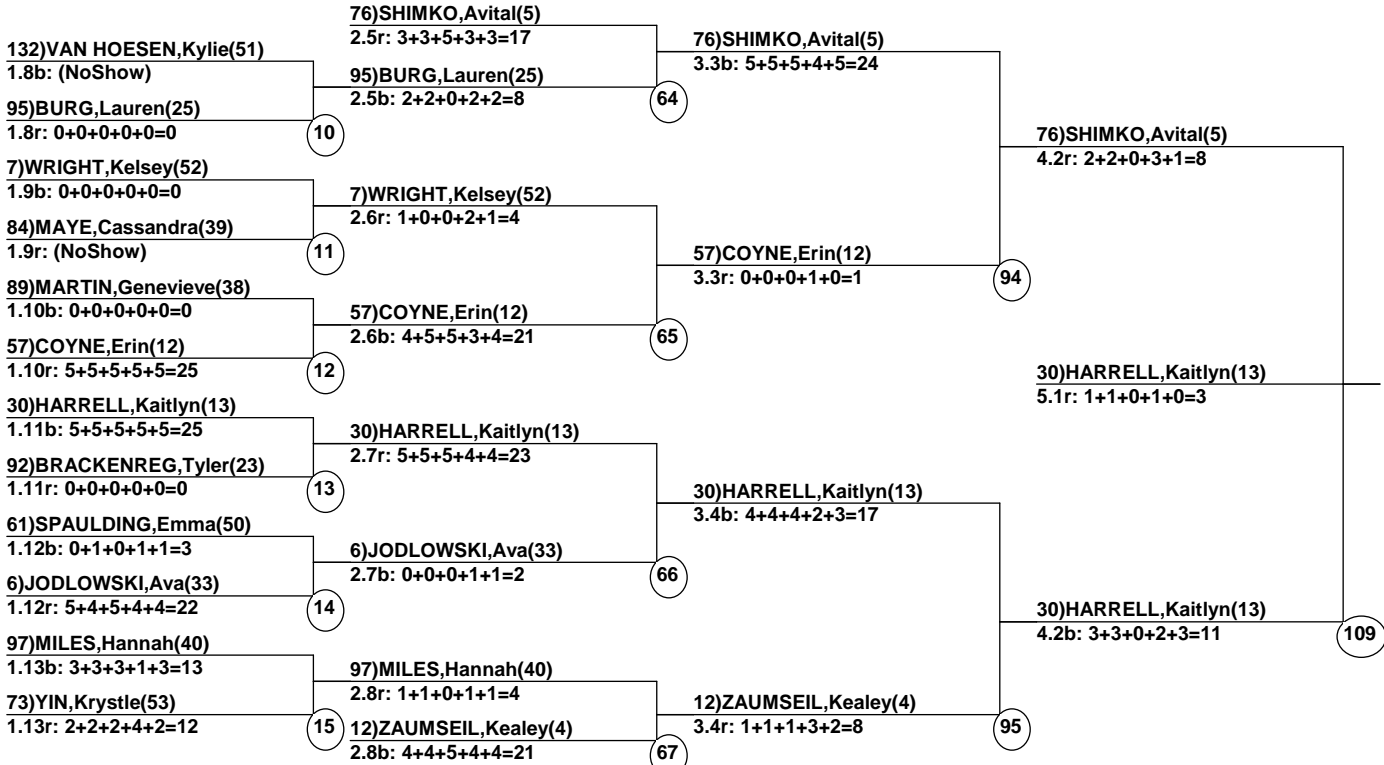 132)VAN HOESEN,Kylie(51)
1.8b: (NoShow)
95)BURG,Lauren(25)
1.8r: 0+0+0+0+0=0
10
7)WRIGHT,Kelsey(52)
1.9b: 0+0+0+0+0=0
84)MAYE,Cassandra(39)
1.9r: (NoShow)
11
89)MARTIN,Genevieve(38)
1.10b: 0+0+0+0+0=0
57)COYNE,Erin(12)
1.10r: 5+5+5+5+5=25
12
30)HARRELL,Kaitlyn(13)
1.11b: 5+5+5+5+5=25
92)BRACKENREG,Tyler(23)
1.11r: 0+0+0+0+0=0
13
61)SPAULDING,Emma(50)
1.12b: 0+1+0+1+1=3
6)JODLOWSKI,Ava(33)
1.12r: 5+4+5+4+4=22
14
97)MILES,Hannah(40)
1.13b: 3+3+3+1+3=13
73)YIN,Krystle(53)
1.13r: 2+2+2+4+2=12
15
76)SHIMKO,Avital(5)
2.5r: 3+3+5+3+3=17
95)BURG,Lauren(25)
2.5b: 2+2+0+2+2=8
64
7)WRIGHT,Kelsey(52)
2.6r: 1+0+0+2+1=4
57)COYNE,Erin(12)
2.6b: 4+5+5+3+4=21
65
30)HARRELL,Kaitlyn(13)
2.7r: 5+5+5+4+4=23
6)JODLOWSKI,Ava(33)
2.7b: 0+0+0+1+1=2
66
97)MILES,Hannah(40)
2.8r: 1+1+0+1+1=4
12)ZAUMSEIL,Kealey(4)
2.8b: 4+4+5+4+4=21
67
76)SHIMKO,Avital(5)
3.3b: 5+5+5+4+5=24
57)COYNE,Erin(12)
3.3r: 0+0+0+1+0=1
94
30)HARRELL,Kaitlyn(13)
3.4b: 4+4+4+2+3=17
12)ZAUMSEIL,Kealey(4)
3.4r: 1+1+1+3+2=8
95
76)SHIMKO,Avital(5)
4.2r: 2+2+0+3+1=8
30)HARRELL,Kaitlyn(13)
4.2b: 3+3+0+2+3=11
109
30)HARRELL,Kaitlyn(13)
5.1r: 1+1+0+1+0=3